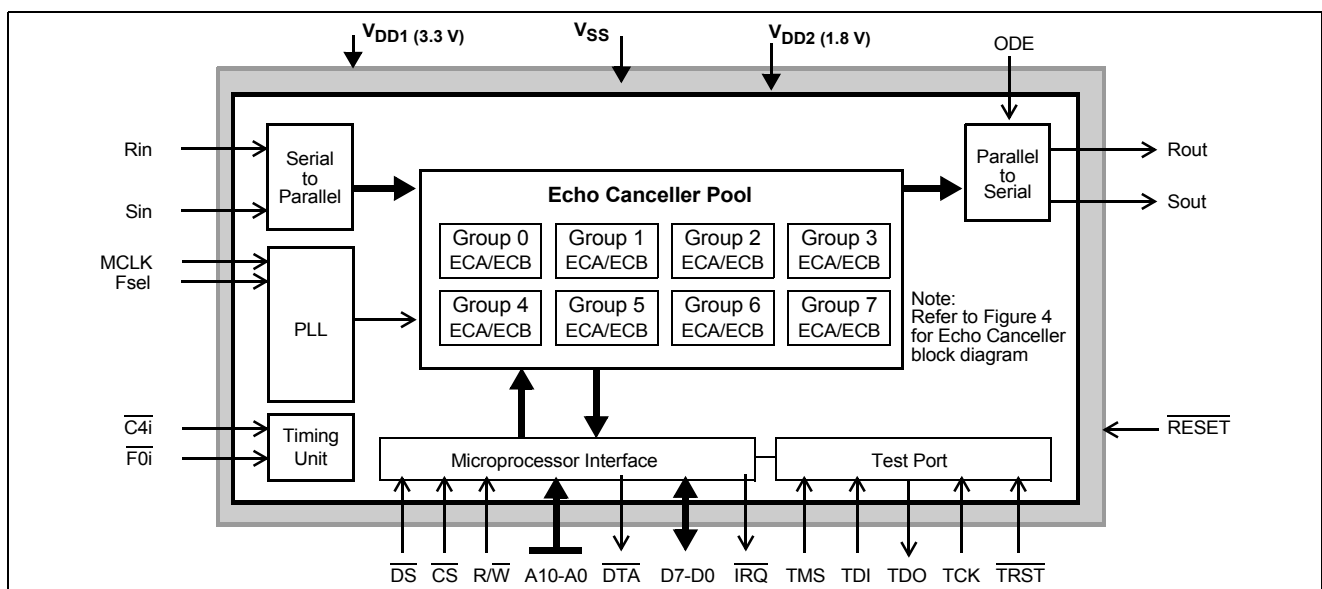 VDD1 (3.3 V)
VSS
VDD2 (1.8 V)
ODE
Rin
Sin
MCLK
Fsel
C4i
F0i
Serial
to
Parallel
PLL
Timing
Unit
Echo Canceller Pool
Group 0
ECA/ECB
Group 1
ECA/ECB
Group 2
ECA/ECB
Group 3
ECA/ECB
Group 4
ECA/ECB
Group 5
ECA/ECB
Group 6
ECA/ECB
Group 7
ECA/ECB
Note:
Refer to Figure 4
for Echo Canceller
block diagram
Parallel
to
Serial
Rout
Sout
RESET
Microprocessor Interface
Test Port
DS
CS
R/W
A10-A0
DTA
D7-D0
IRQ
TMS
TDI
TDO
TCK
TRST